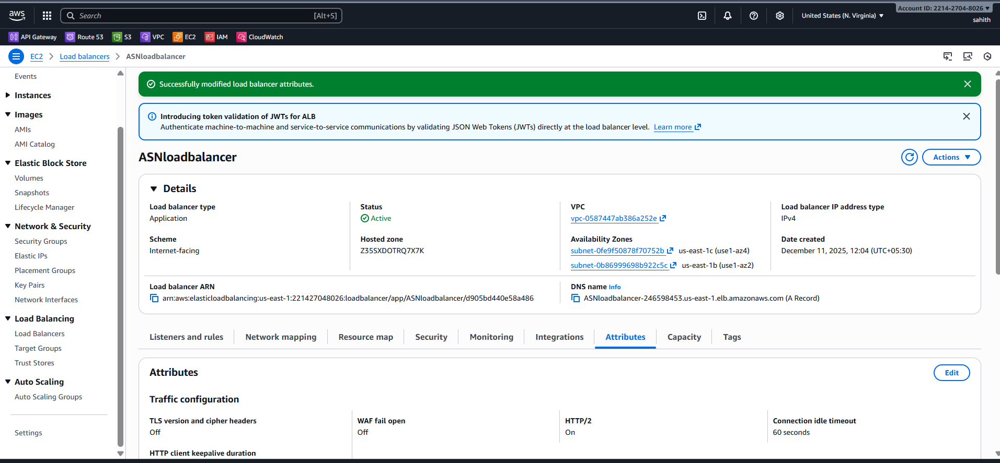 aws
Search
[Alt+S]
United States (N. Virginia)
Account ID: 2214-2704-8026
sahith
API Gateway
Route 53
S3
VPC
EC2
IAM
CloudWatch
EC2
Load balancers
ASNloadbalancer
Events
Instances
Images
AMIs
AMI Catalog
Elastic Block Store
Volumes
Snapshots
Lifecycle Manager
Network & Security
Security Groups
Elastic IPs
Placement Groups
Key Pairs
Network Interfaces
Load Balancing
Load Balancers
Target Groups
Trust Stores
Auto Scaling
Auto Scaling Groups
Settings
Successfully modified load balancer attributes.
Introducing token validation of JWTs for ALB
Authenticate machine-to-machine and service-to-service communications by validating JSON Web Tokens (JWTs) directly at the load balancer level. Learn more
ASNloadbalancer
Actions
Details
Load balancer type
Application
Status
Active
VPC
vpc-0587447ab386a252e
Load balancer IP address type
IPv4
Scheme
Internet-facing
Hosted zone
Z35SXDOTRQ7X7K
Availability Zones
subnet-0fe9f50878f70752b us-east-1c (use1-az4)
subnet-0b86999698b922c5c us-east-1b (use1-az2)
Date created
December 11, 2025, 12:04 (UTC+05:30)
Load balancer ARN
arn:aws:elasticloadbalancing:us-east-1:221427048026:loadbalancer/app/ASNloadbalancer/d905bd440e58a486
DNS name Info
ASNloadbalancer-246598453.us-east-1.elb.amazonaws.com (A Record)
Listeners and rules
Network mapping
Resource map
Security
Monitoring
Integrations
Attributes
Capacity
Tags
Attributes
Edit
Traffic configuration
TLS version and cipher headers
Off
WAF fail open
Off
HTTP/2
On
Connection idle timeout
60 seconds
HTTP client keepalive duration